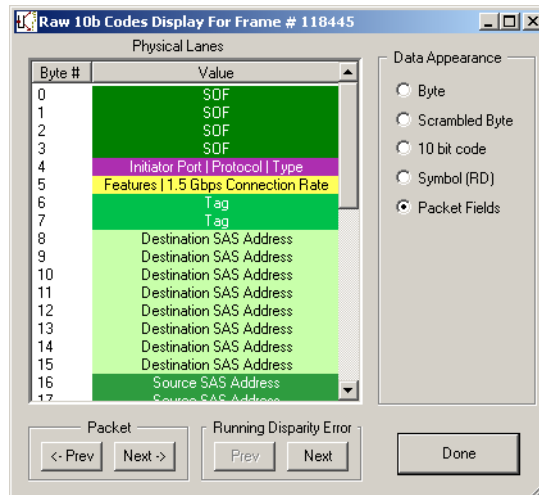 Raw 10b Codes Display For Frame # 118445
Physical Lanes
Byte # Value
0 SOF
1 SOF
2 SOF
3 SOF
4 Initiator Port | Protocol | Type
5 Features | 1.5 Gbps Connection Rate
6 Tag
7 Tag
8 Destination SAS Address
9 Destination SAS Address
10 Destination SAS Address
11 Destination SAS Address
12 Destination SAS Address
13 Destination SAS Address
14 Destination SAS Address
15 Destination SAS Address
16 Source SAS Address
17 Source SAS Address
Data Appearance
Byte
Scrambled Byte
10 bit code
Symbol (RD)
Packet Fields
Packet
<- Prev Next ->
Running Disparity Error
Prev Next
Done